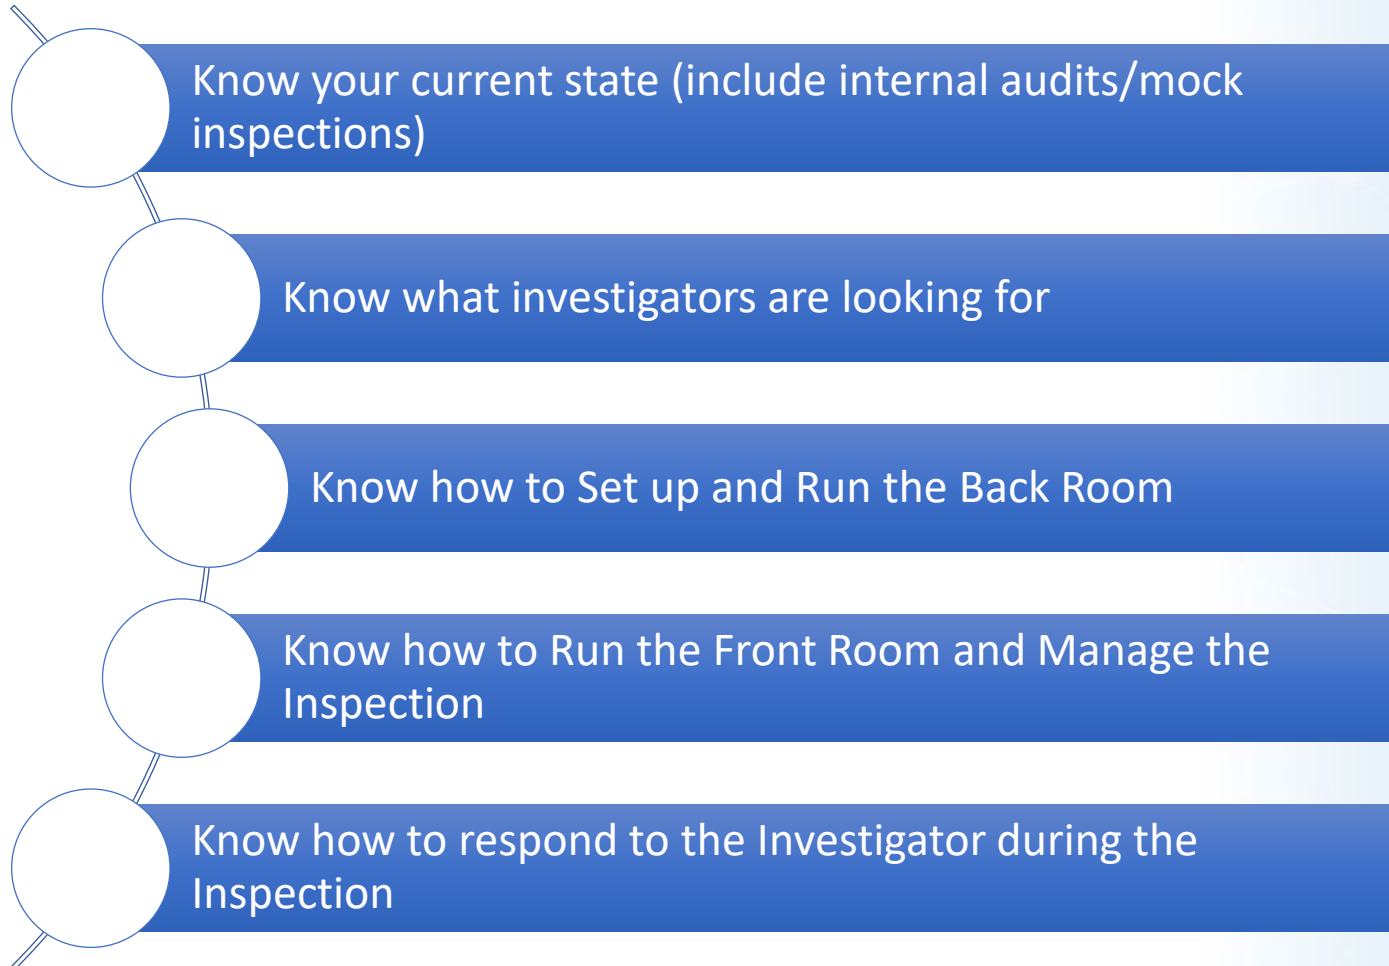 Know your current state (include internal audits/mock
inspections)
Know what investigators are looking for
Know how to Set up and Run the Back Room
Know how to Run the Front Room and Manage the
Inspection
Know how to respond to the Investigator during the
Inspection